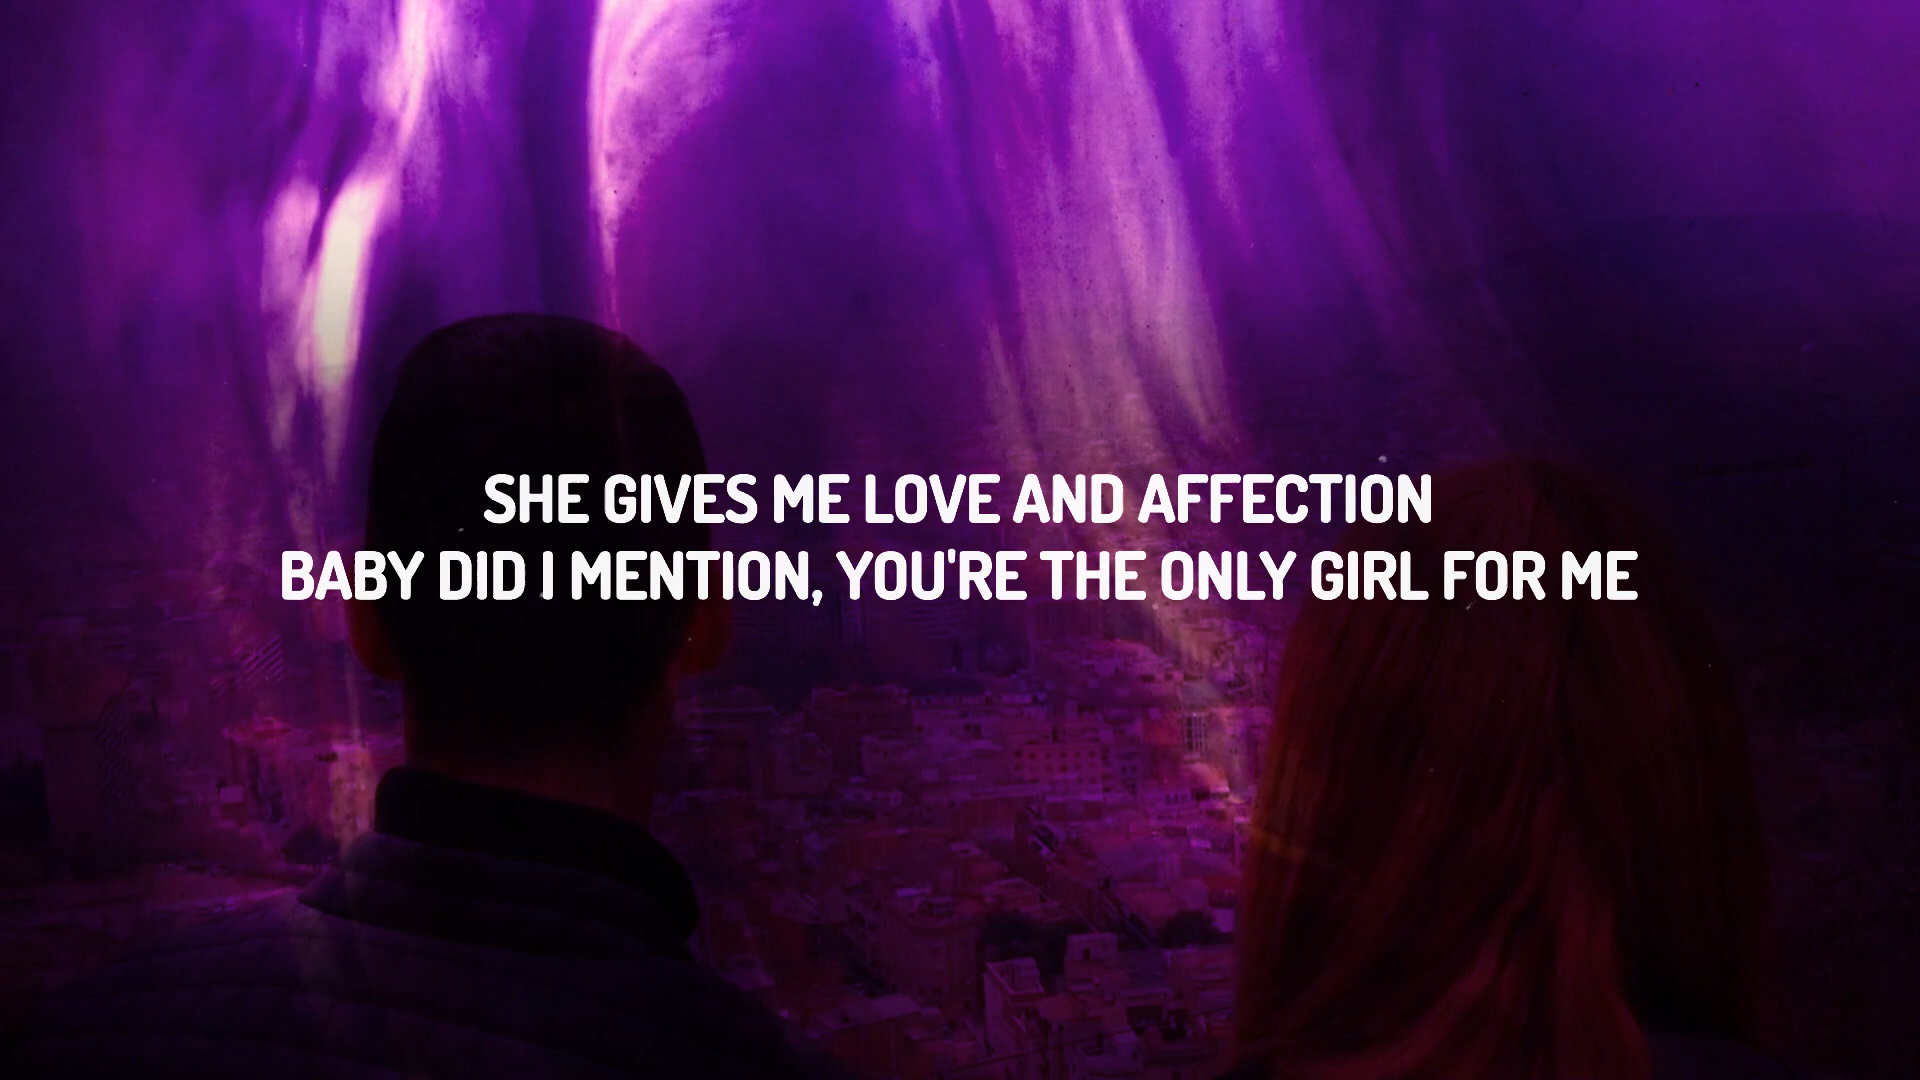 SHE GIVES ME LOVE AND AFFECTION
BABY DID I MENTION, YOU'RE THE ONLY GIRL FOR ME